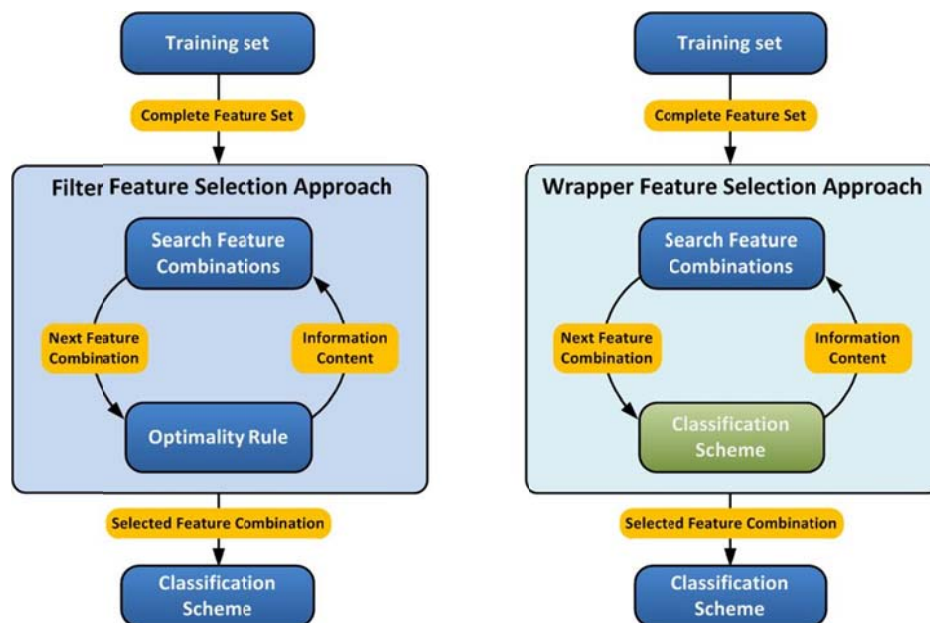 Training set
Complete Feature Set
Filter Feature Selection Approach
Search Feature
Combinations
Next Feature
Combination
Information
Content
Optimality Rule
Selected Feature Combination
Classification
Scheme
Training set
Complete Feature Set
Wrapper Feature Selection Approach
Search Feature
Combinations
Next Feature
Combination
Information
Content
Classification
Scheme
Selected Feature Combination
Classification
Scheme